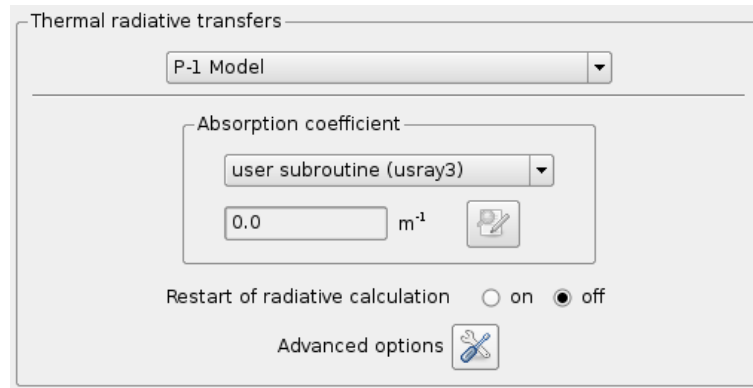 Thermal radiative transfers
P-1 Model
Absorption coefficient
user subroutine (usray3)
0.0 m⁻¹
Restart of radiative calculation on off
Advanced options